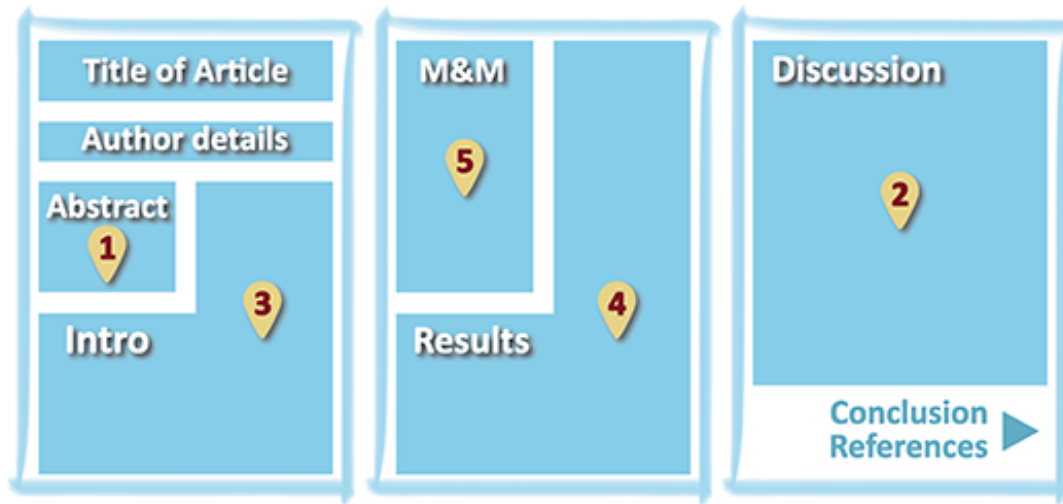 Title of Article
Author details
Abstract
1
3
Intro
M&M
5
4
Results
Discussion
2
Conclusion
References